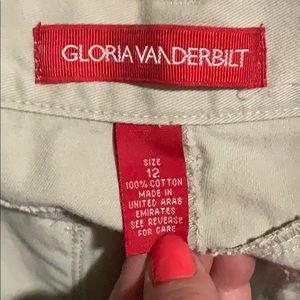 GLORIA VANDERBILT
SIZE
12
100% COTTON
MADE IN
UNITED ARAB
EMIRATES
SEE REVERSE
FOR CARE